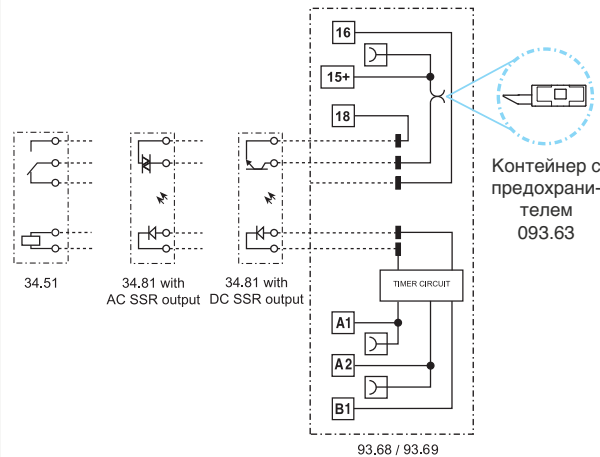 16
15+
18
Контейнер с
предохрани-
телем
093.63
34.51
34.81 with
AC SSR output
34.81 with
DC SSR output
TIMER CIRCUIT
A1
A2
B1
93.68 / 93.69